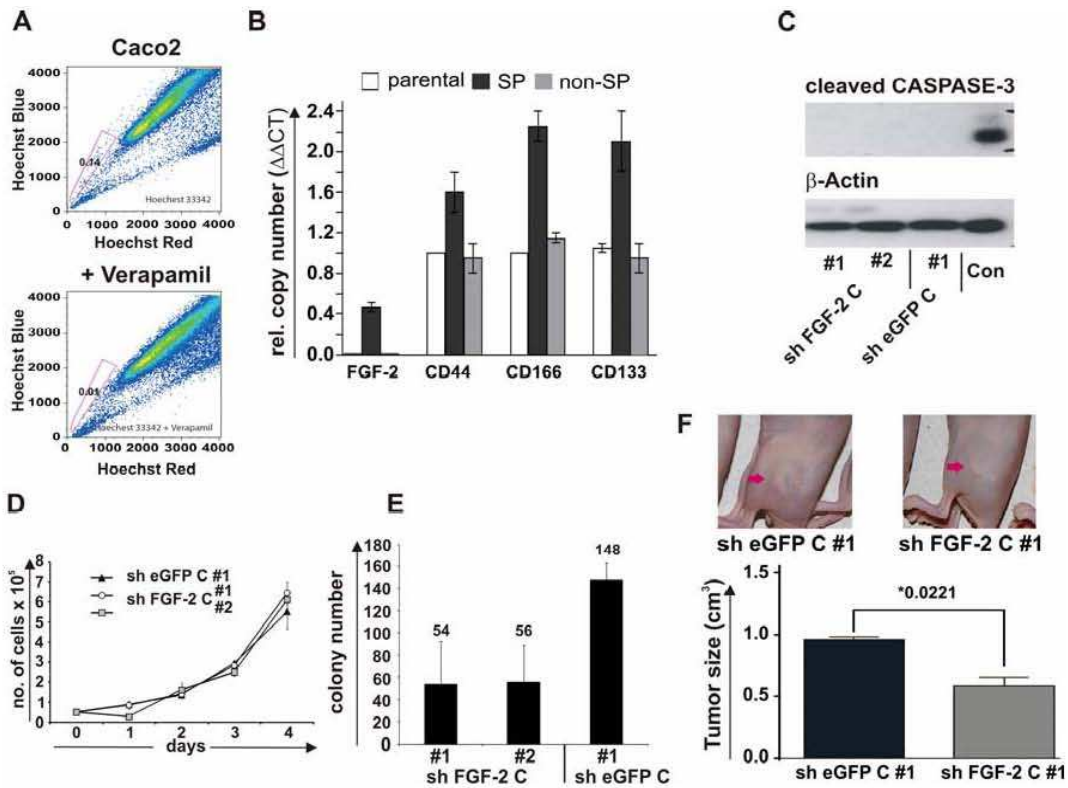 A
Caco2
Hoechst Blue
4000
3000
2000
1000
0
0.14
Hoechest 33342
0 1000 2000 3000 4000
Hoechst Red
+ Verapamil
Hoechst Blue
4000
3000
2000
1000
0
0.01
Hoechest 33342 + Verapamil
0 1000 2000 3000 4000
Hoechst Red
B
parental SP non-SP
rel. copy number (ΔΔCT)
2.4
2.0
1.6
1.2
0.8
0.4
0.0
FGF-2 CD44 CD166 CD133
C
cleaved CASPASE-3
β-Actin
#1 #2 #1 Con
sh FGF-2 C
sh eGFP C
D
no. of cells x 10⁵
8
7
6
5
4
3
2
1
0
sh eGFP C #1
sh FGF-2 C #1
#2
0 1 2 3 4
days
E
colony number
180
160
140
120
100
80
60
40
20
0
54
56
148
#1 #2 #1
sh FGF-2 C sh eGFP C
F
sh eGFP C #1 sh FGF-2 C #1
Tumor size (cm³)
*0.0221
1.0
0.5
0.0
sh eGFP C #1 sh FGF-2 C #1